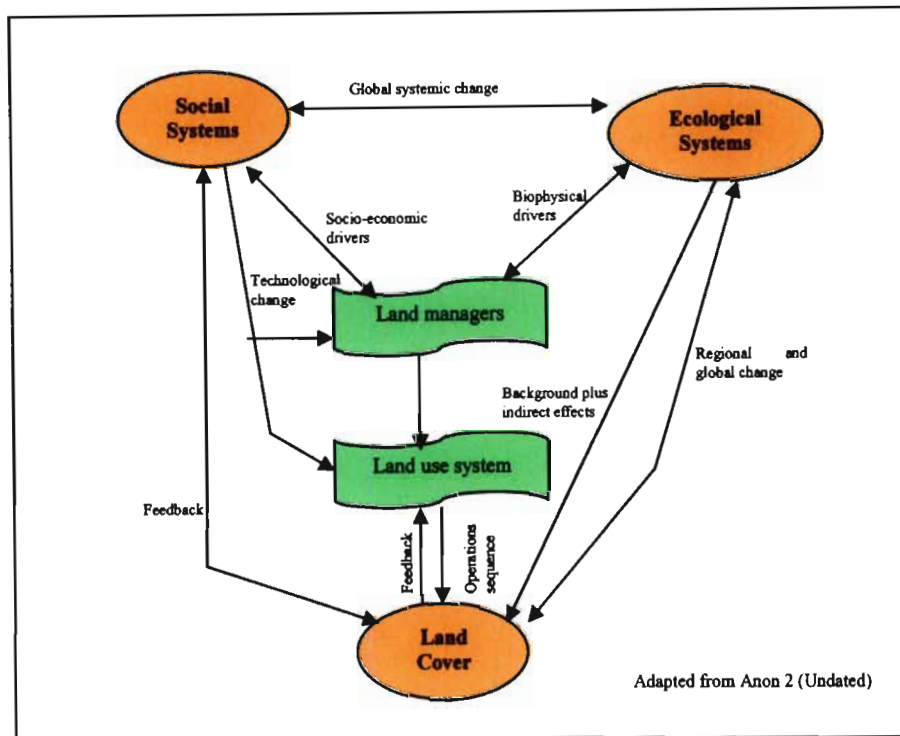 Global systemic change
Social
Systems
Ecological
Systems
Biophysical
drivers
Socio-economic
drivers
Technological
change
Land managers
Regional and
global change
Background plus
indirect effects
Land use system
Feedback
Feedback
Operations
sequence
Land
Cover
Adapted from Anon 2 (Undated)